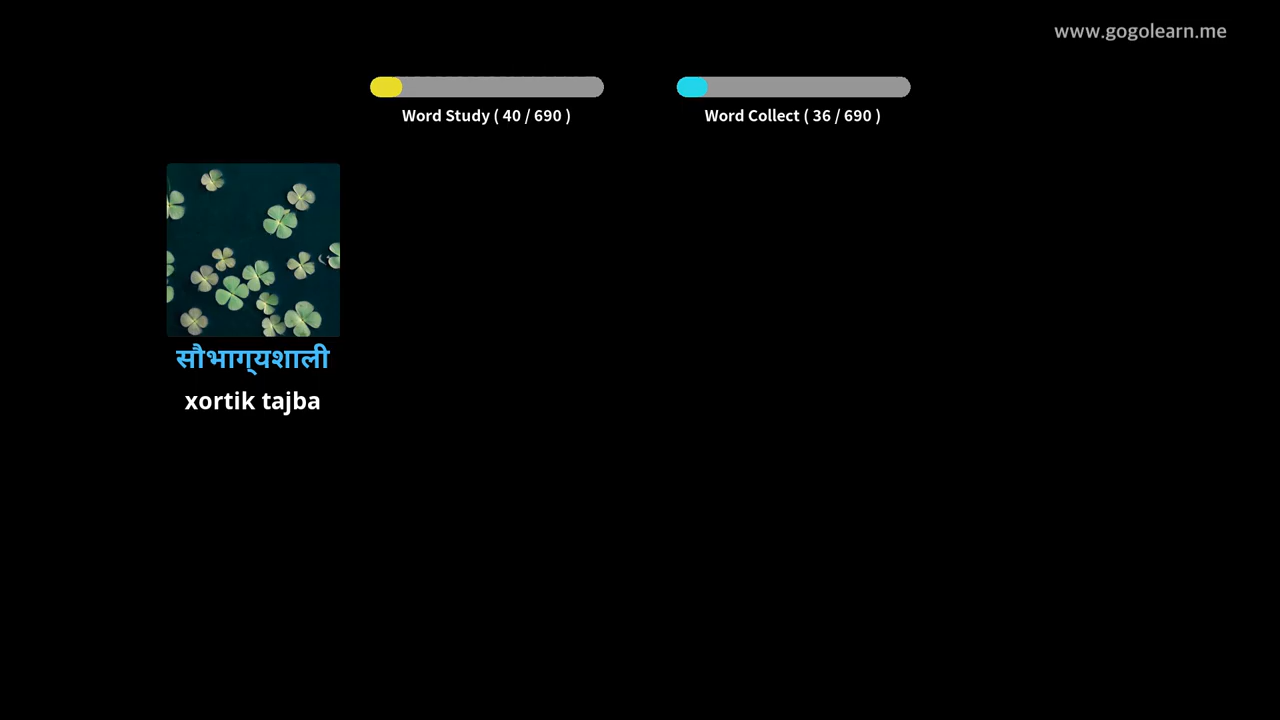 www.gogolearn.me
Word Study ( 40 / 690 )
Word Collect ( 36 / 690 )
सौभाग्यशाली
xortik tajba